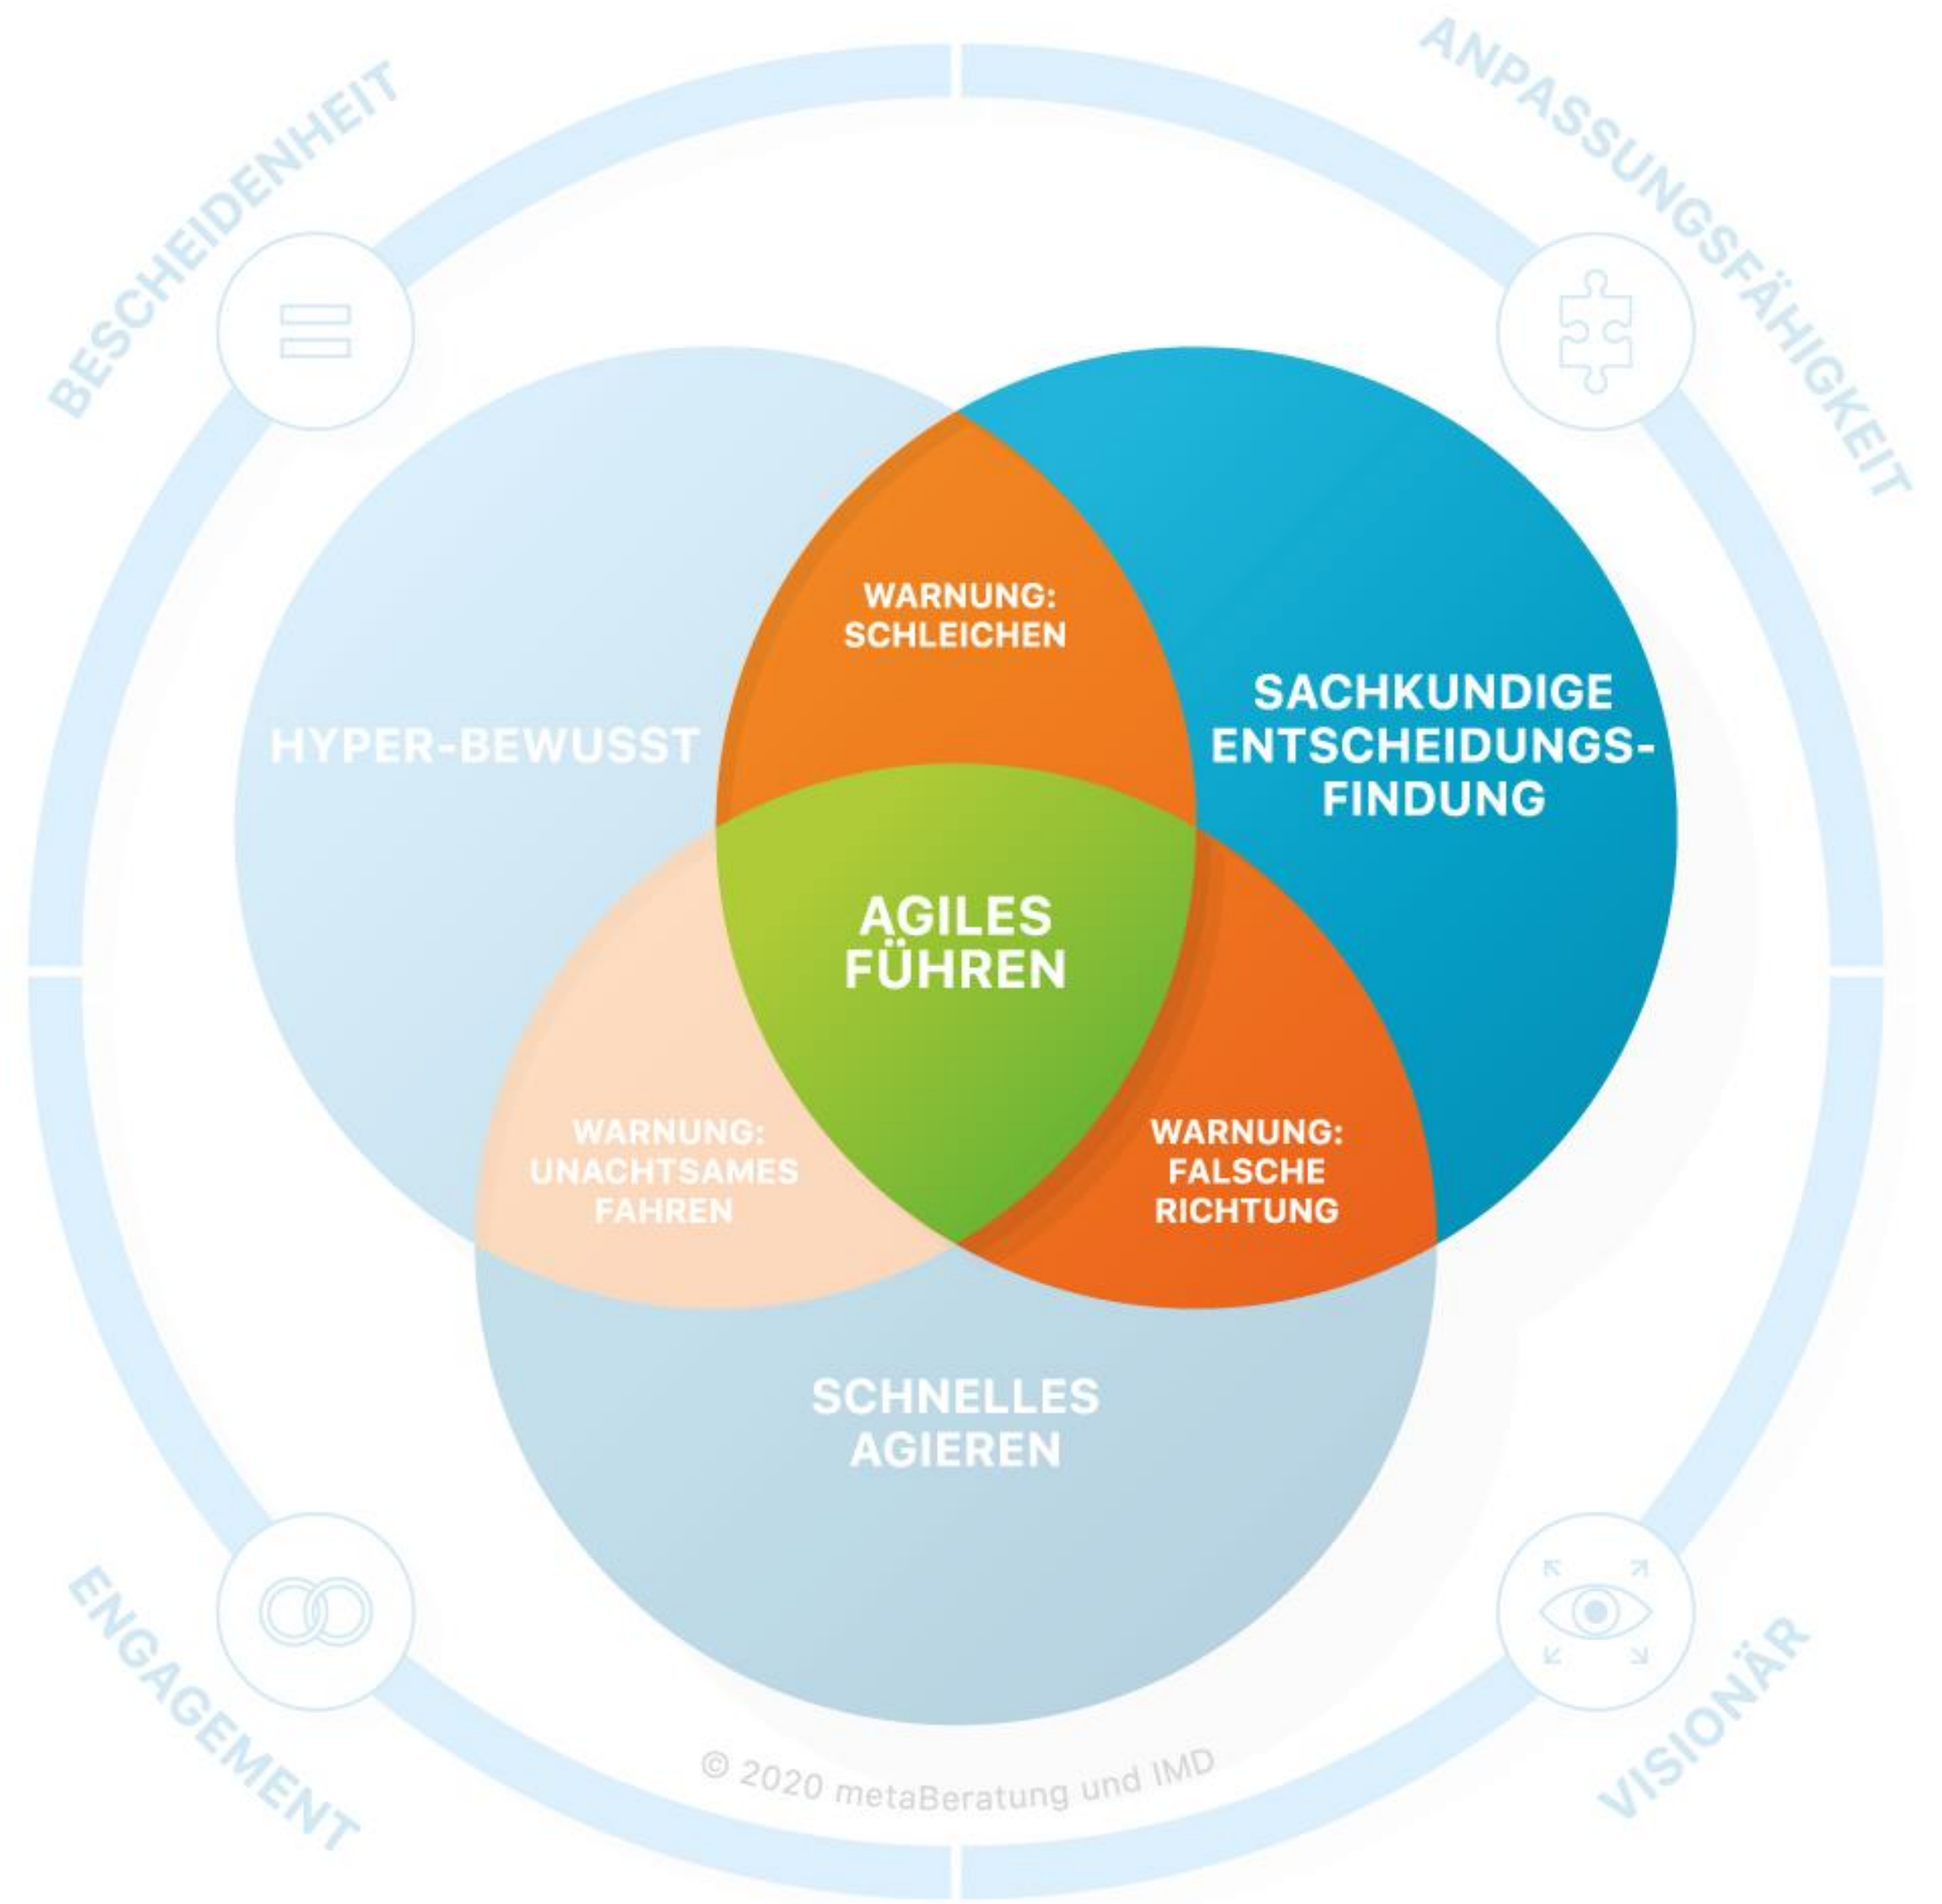 BESCHEIDENHEIT
ANPASSUNGSFÄHIGKEIT
WARNUNG:
SCHLEICHEN
HYPER-BEWUSST
SACHKUNDIGE
ENTSCHEIDUNGS-
FINDUNG
AGILES
FÜHREN
WARNUNG:
UNACHTSAMES
FAHREN
WARNUNG:
FALSCHE
RICHTUNG
SCHNELLES
AGIEREN
ENGAGEMENT
VISIONÄR
© 2020 metaBeratung und IMD